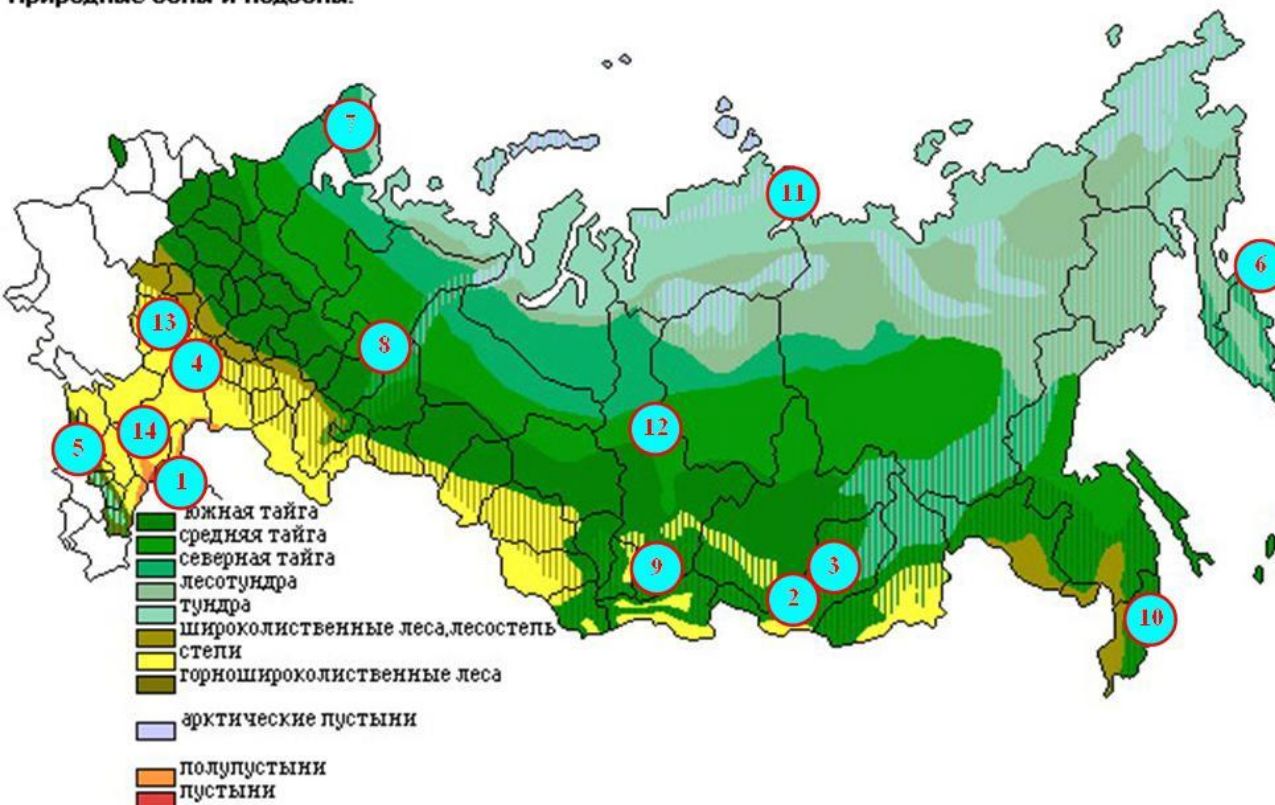 Природные зоны и подзоны.
7
11
6
13
8
4
12
14
5
1
южная тайга
средняя тайга
северная тайга
9
3
лесотундра
2
тундра
10
широколиственные леса,лесостепь
степи
горношироколиственные леса
арктические пустыни
полупустыни
пустыни